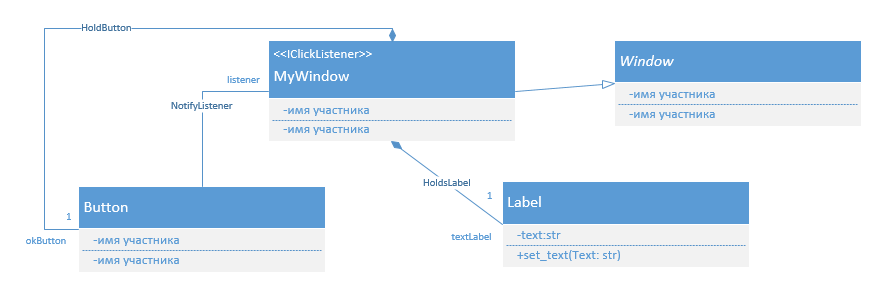 HoldButton
<<IClickListener>>
MyWindow
-имя участника
-имя участника
Window
-имя участника
-имя участника
listener
NotifyListener
HoldsLabel
1
textLabel
Label
-text:str
+set_text(Text: str)
Button
-имя участника
-имя участника
1
okButton